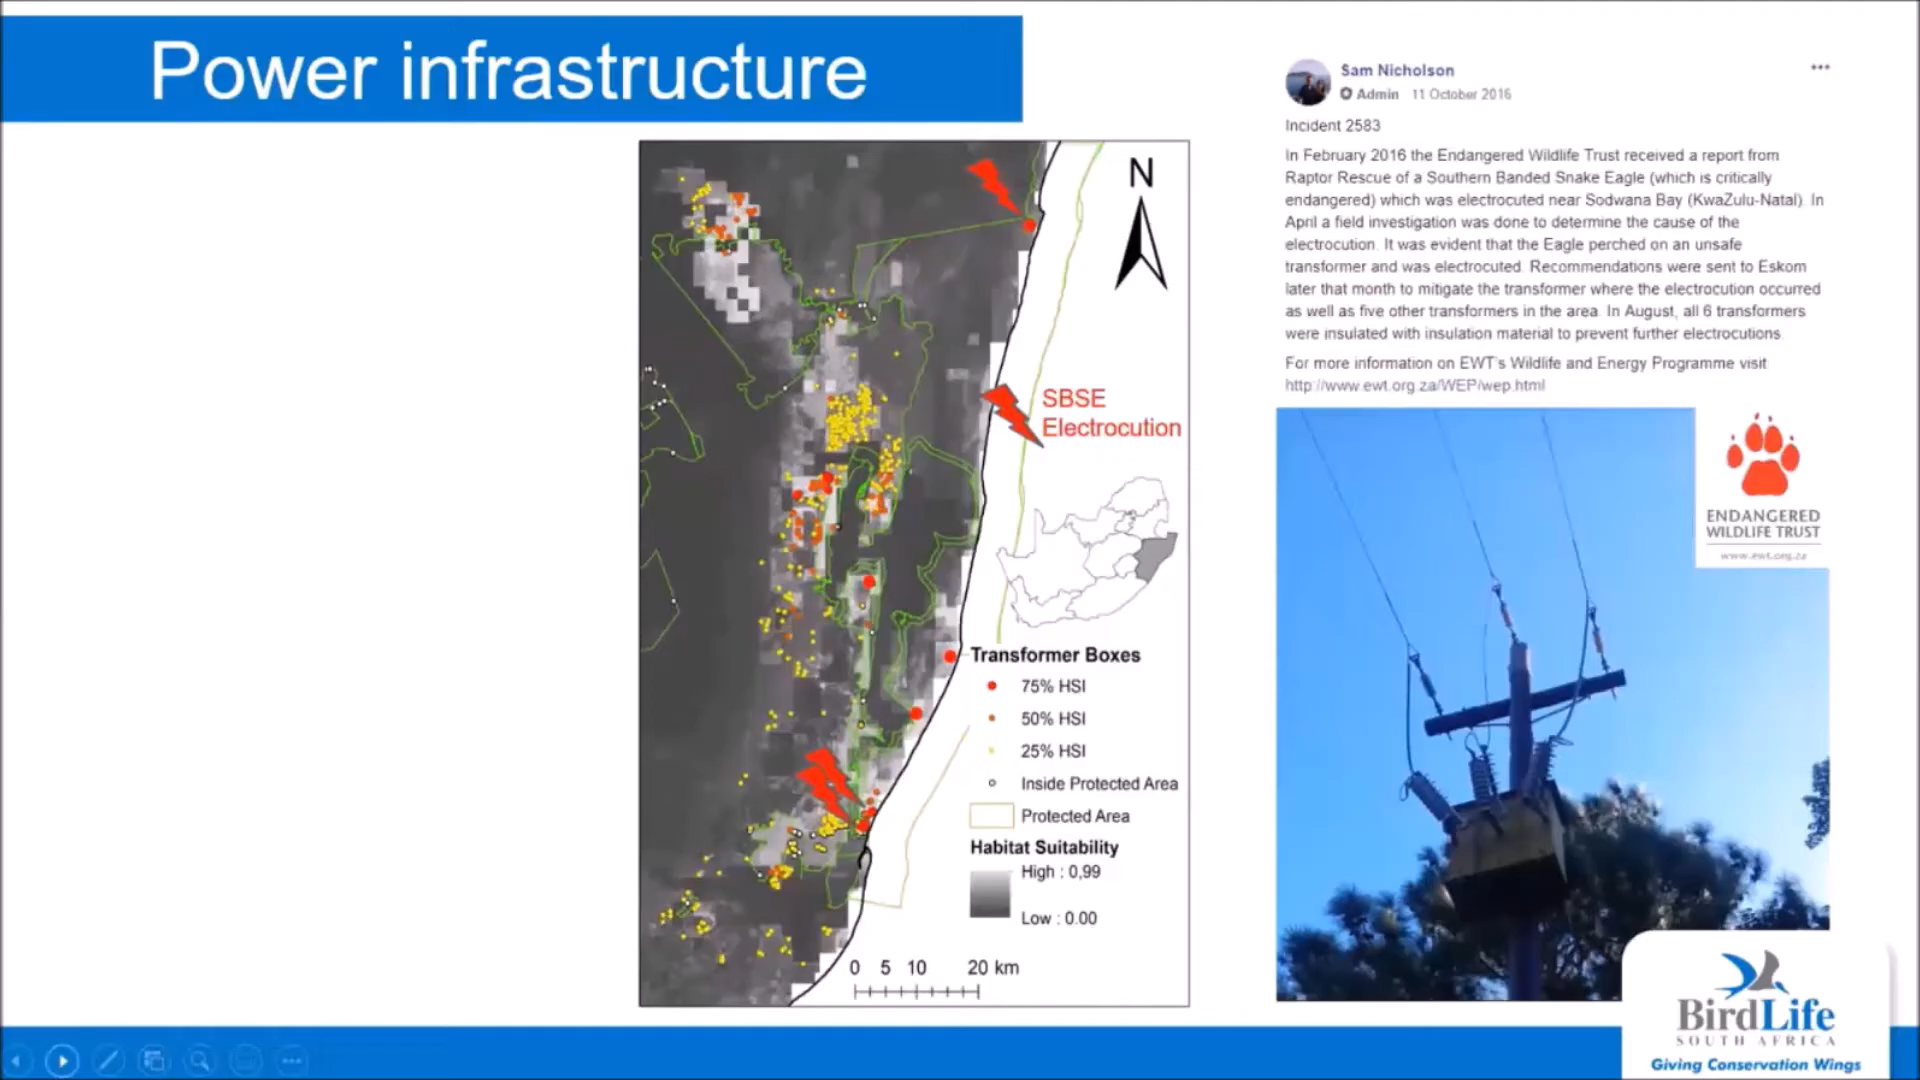 Power infrastructure
N
SBSE
Electrocution
Transformer Boxes
75% HSI
50% HSI
25% HSI
Inside Protected Area
Protected Area
Habitat Suitability
High : 0,99
Low : 0.00
0 5 10 20 km
Sam Nicholson
Admin 11 October 2016
Incident 2583
In February 2016 the Endangered Wildlife Trust received a report from
Raptor Rescue of a Southern Banded Snake Eagle (which is critically
endangered) which was electrocuted near Sodwana Bay (KwaZulu-Natal). In
April a field investigation was done to determine the cause of the
electrocution. It was evident that the Eagle perched on an unsafe
transformer and was electrocuted. Recommendations were sent to Eskom
later that month to mitigate the transformer where the electrocution occurred
as well as five other transformers in the area. In August, all 6 transformers
were insulated with insulation material to prevent further electrocutions.
For more information on EWT's Wildlife and Energy Programme visit
http://www.ewt.org.za/WEP/wep.html
ENDANGERED
WILDLIFE TRUST
www.ewt.org.za
BirdLife
SOUTH AFRICA
Giving Conservation Wings